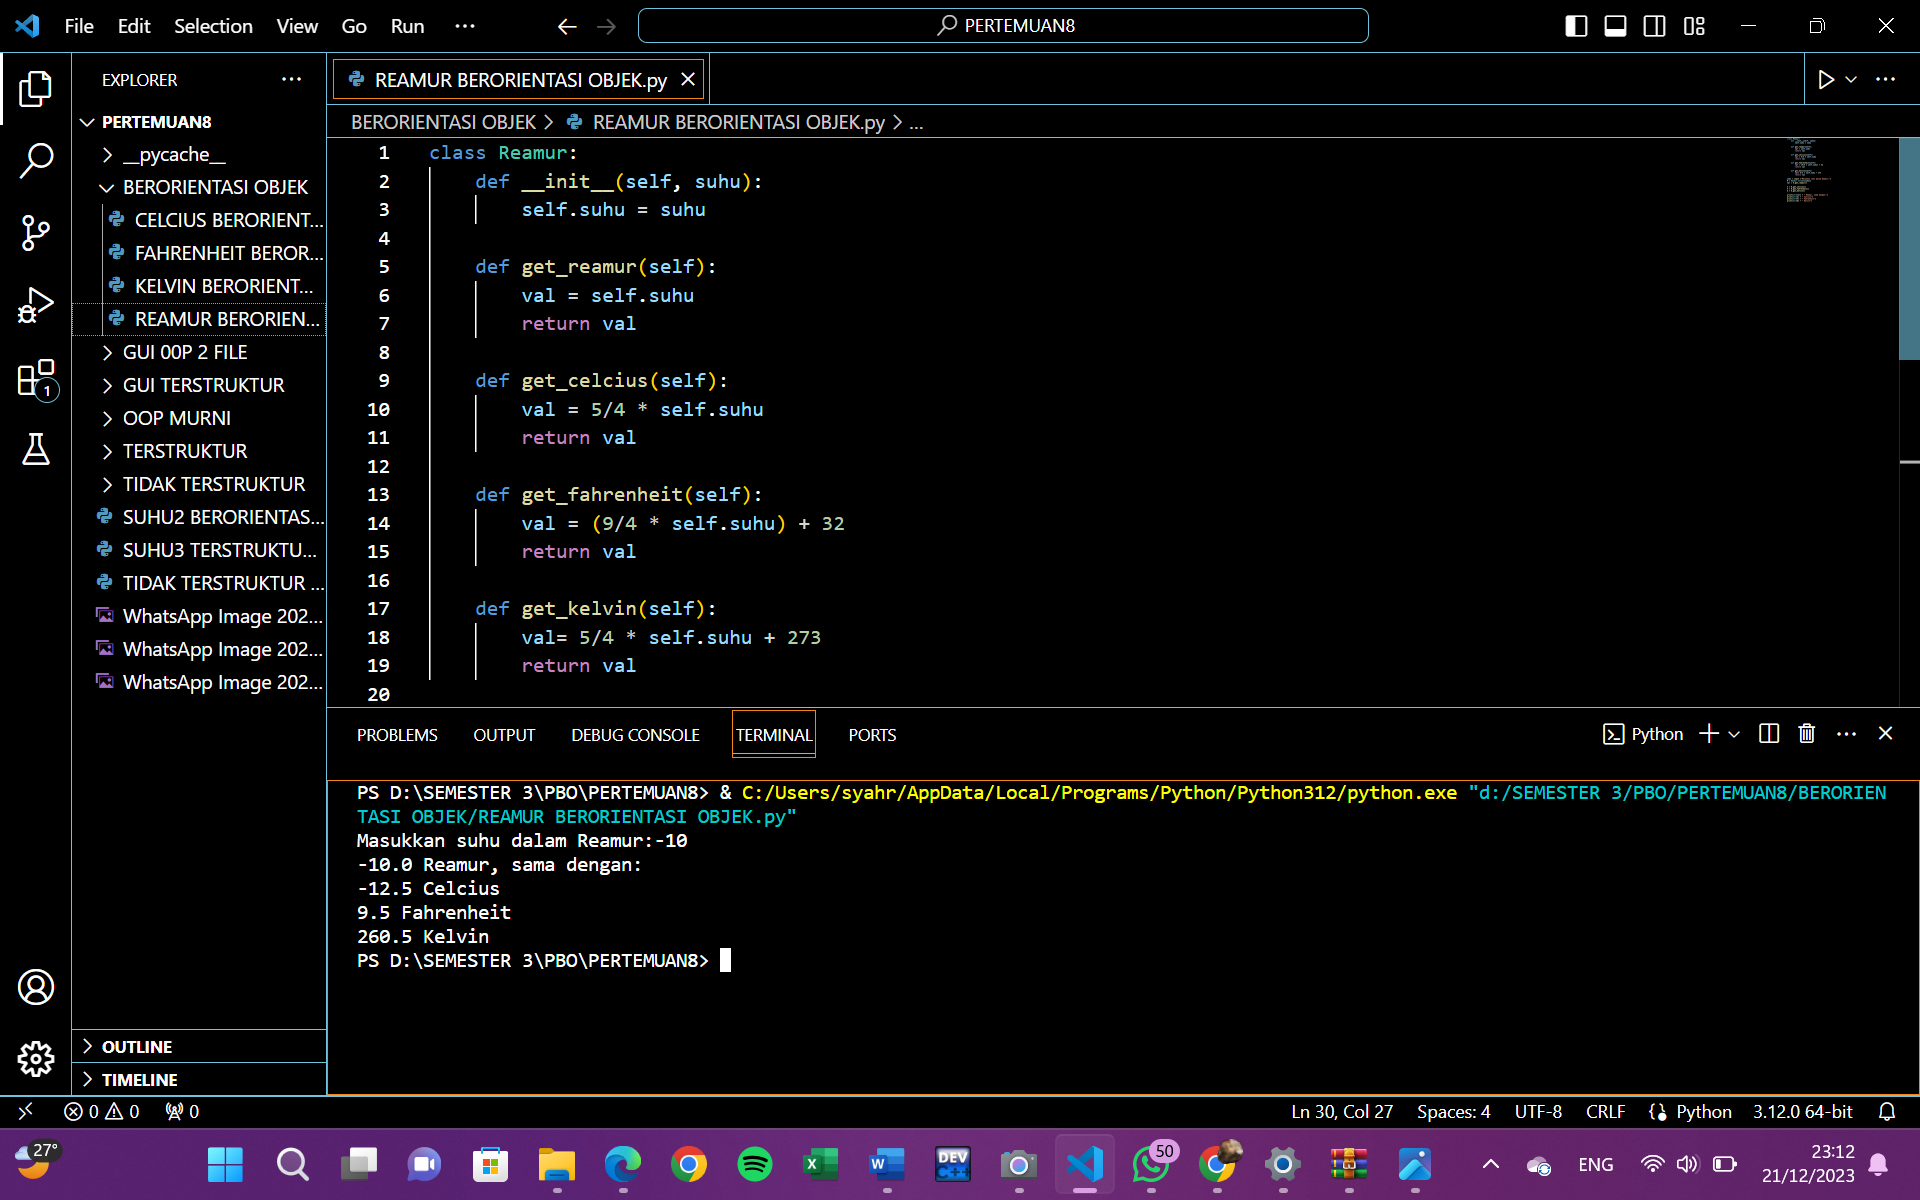 File Edit Selection View Go Run ...
PERTEMUAN8
EXPLORER ...
PERTEMUAN8
__pycache__
BERORIENTASI OBJEK
CELCIUS BERORIENT...
FAHRENHEIT BEROR...
KELVIN BERORIENT...
REAMUR BERORIEN...
GUI 00P 2 FILE
GUI TERSTRUKTUR
OOP MURNI
TERSTRUKTUR
TIDAK TERSTRUKTUR
SUHU2 BERORIENTAS...
SUHU3 TERSTRUKTU...
TIDAK TERSTRUKTUR ...
WhatsApp Image 202...
WhatsApp Image 202...
WhatsApp Image 202...
OUTLINE
TIMELINE
1
REAMUR BERORIENTASI OBJEK.py
BERORIENTASI OBJEK > REAMUR BERORIENTASI OBJEK.py > ...
1 class Reamur:
2 def __init__(self, suhu):
3 self.suhu = suhu
4
5 def get_reamur(self):
6 val = self.suhu
7 return val
8
9 def get_celcius(self):
10 val = 5/4 * self.suhu
11 return val
12
13 def get_fahrenheit(self):
14 val = (9/4 * self.suhu) + 32
15 return val
16
17 def get_kelvin(self):
18 val= 5/4 * self.suhu + 273
19 return val
20
PROBLEMS OUTPUT DEBUG CONSOLE TERMINAL PORTS
Python
PS D:\SEMESTER 3\PBO\PERTEMUAN8> & C:/Users/syahr/AppData/Local/Programs/Python/Python312/python.exe "d:/SEMESTER 3/PBO/PERTEMUAN8/BERORIEN
TASI OBJEK/REAMUR BERORIENTASI OBJEK.py"
Masukkan suhu dalam Reamur:-10
-10.0 Reamur, sama dengan:
-12.5 Celcius
9.5 Fahrenheit
260.5 Kelvin
PS D:\SEMESTER 3\PBO\PERTEMUAN8>
0 0 0
Ln 30, Col 27 Spaces: 4 UTF-8 CRLF Python 3.12.0 64-bit
27°
DEV C++
50
ENG
23:12
21/12/2023